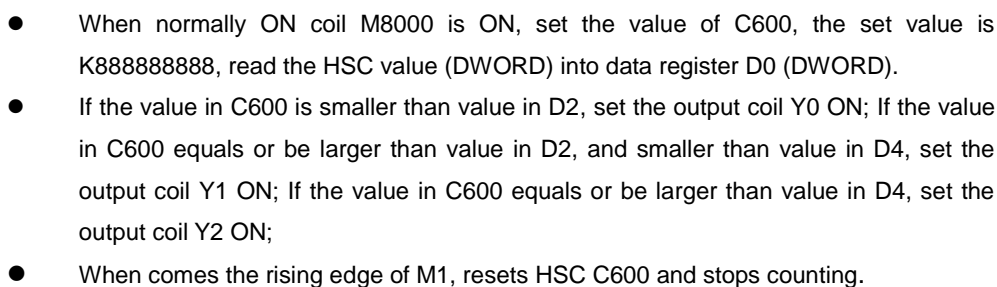 ● When normally ON coil M8000 is ON, set the value of C600, the set value is
K888888888, read the HSC value (DWORD) into data register D0 (DWORD).
● If the value in C600 is smaller than value in D2, set the output coil Y0 ON; If the value
in C600 equals or be larger than value in D2, and smaller than value in D4, set the
output coil Y1 ON; If the value in C600 equals or be larger than value in D4, set the
output coil Y2 ON;
● When comes the rising edge of M1, resets HSC C600 and stops counting.